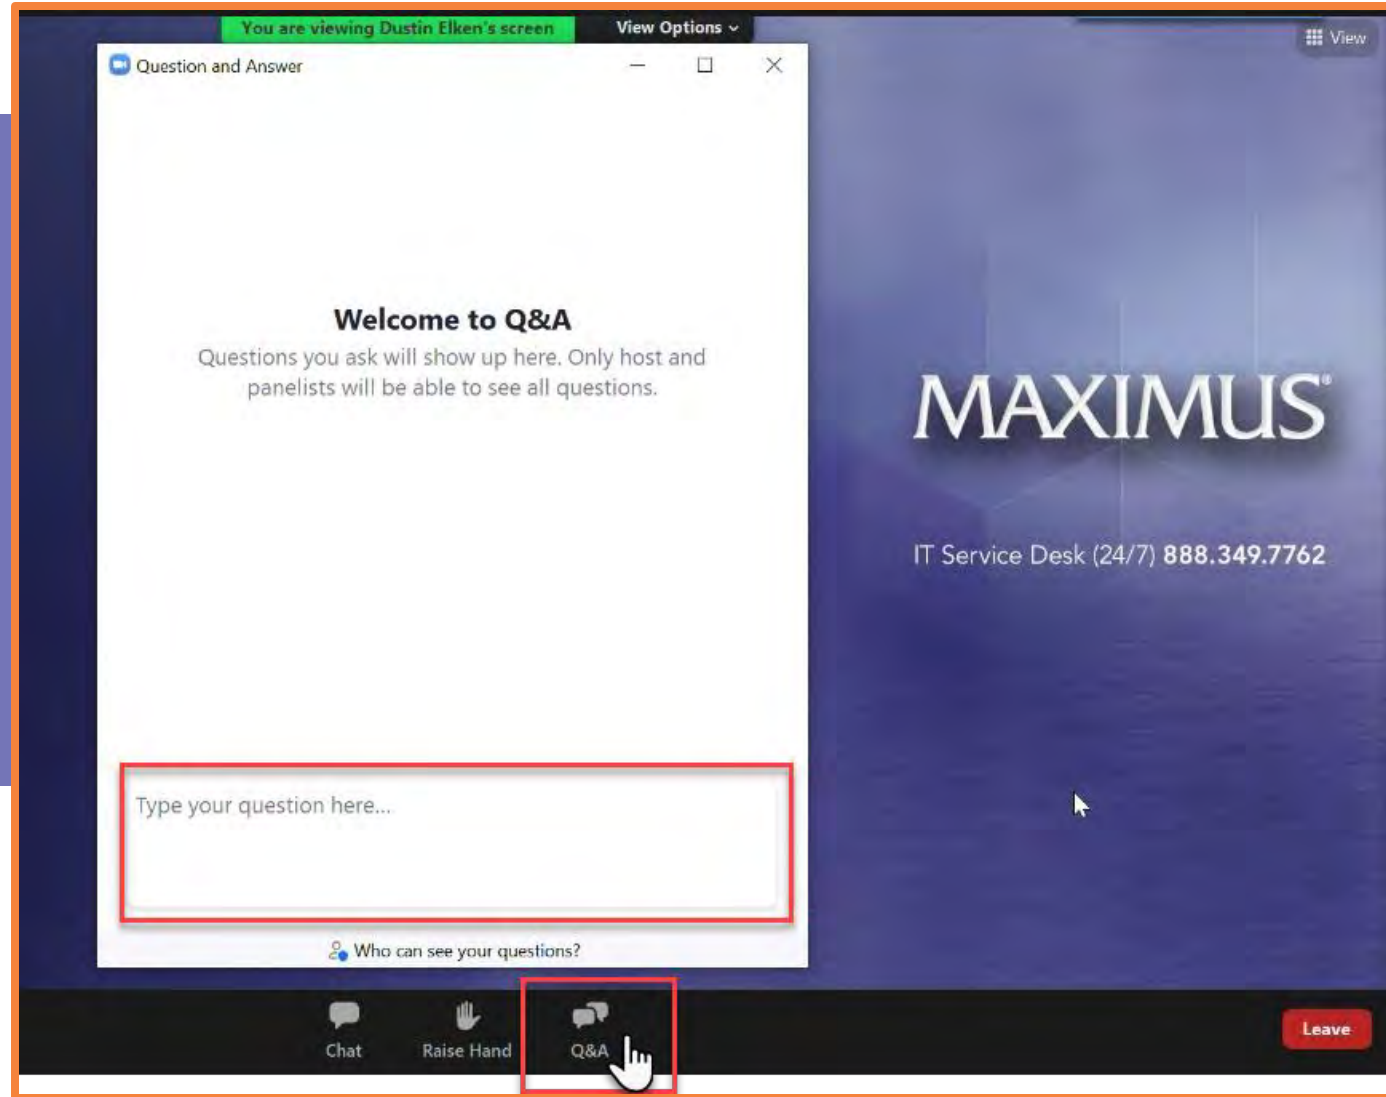 You are viewing Dustin Elken's screen
View Options
View
Question and Answer
Welcome to Q&A
Questions you ask will show up here. Only host and
panelists will be able to see all questions.
MAXIMUS®
IT Service Desk (24/7) 888.349.7762
Type your question here...
Who can see your questions?
Chat
Raise Hand
Q&A
Leave